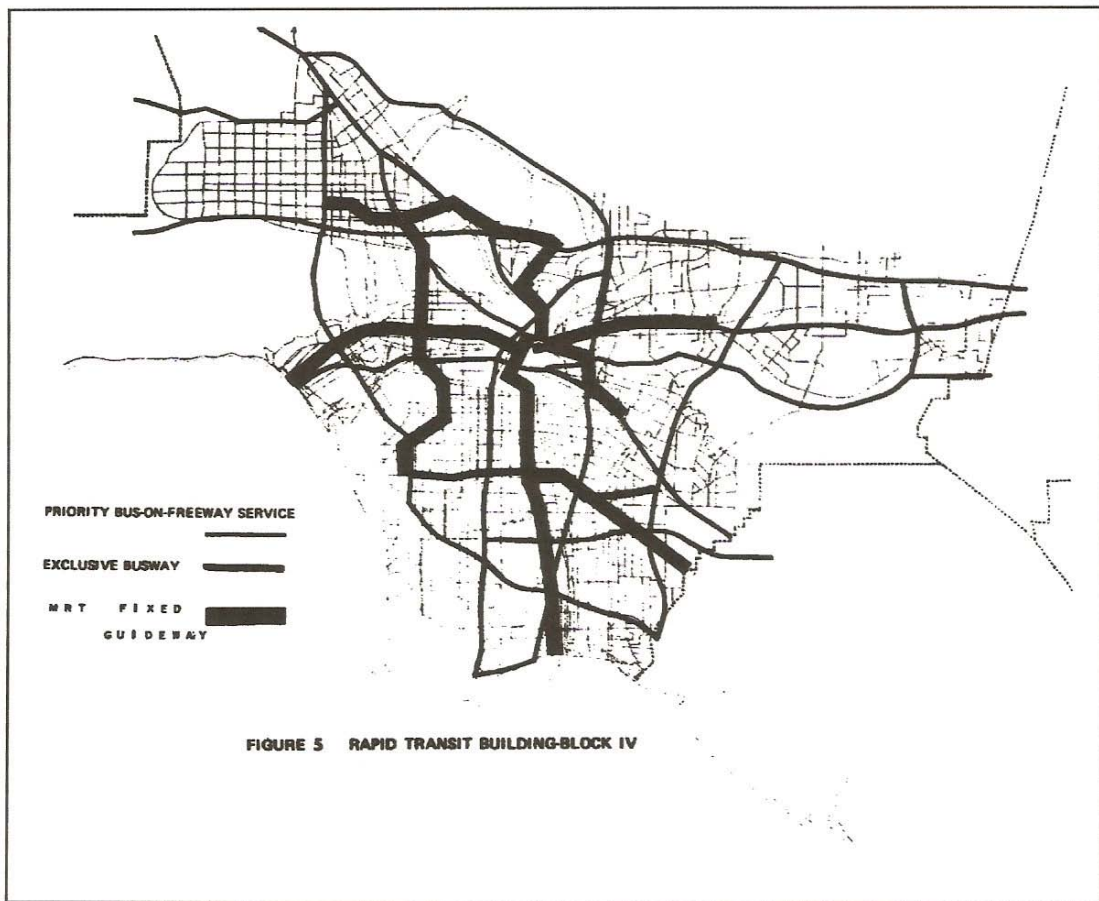 PRIORITY BUS-ON-FREEWAY SERVICE
EXCLUSIVE BUSWAY
MRT FIXED
GUIDEWAY
FIGURE 5 RAPID TRANSIT BUILDING-BLOCK IV